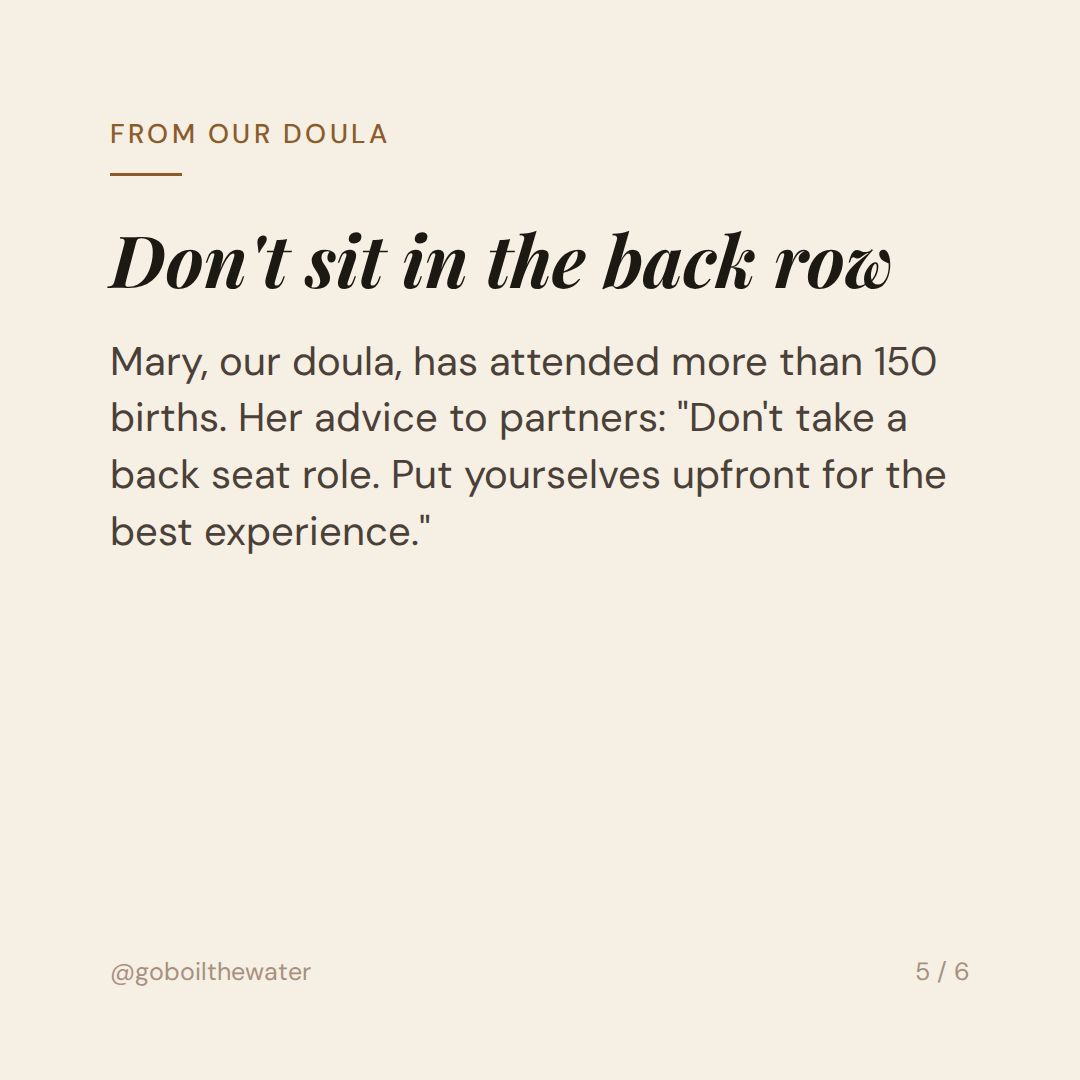 FROM OUR DOULA
Don't sit in the back row
Mary, our doula, has attended more than 150
births. Her advice to partners: "Don't take a
back seat role. Put yourselves upfront for the
best experience."
@goboilthewater
5 / 6